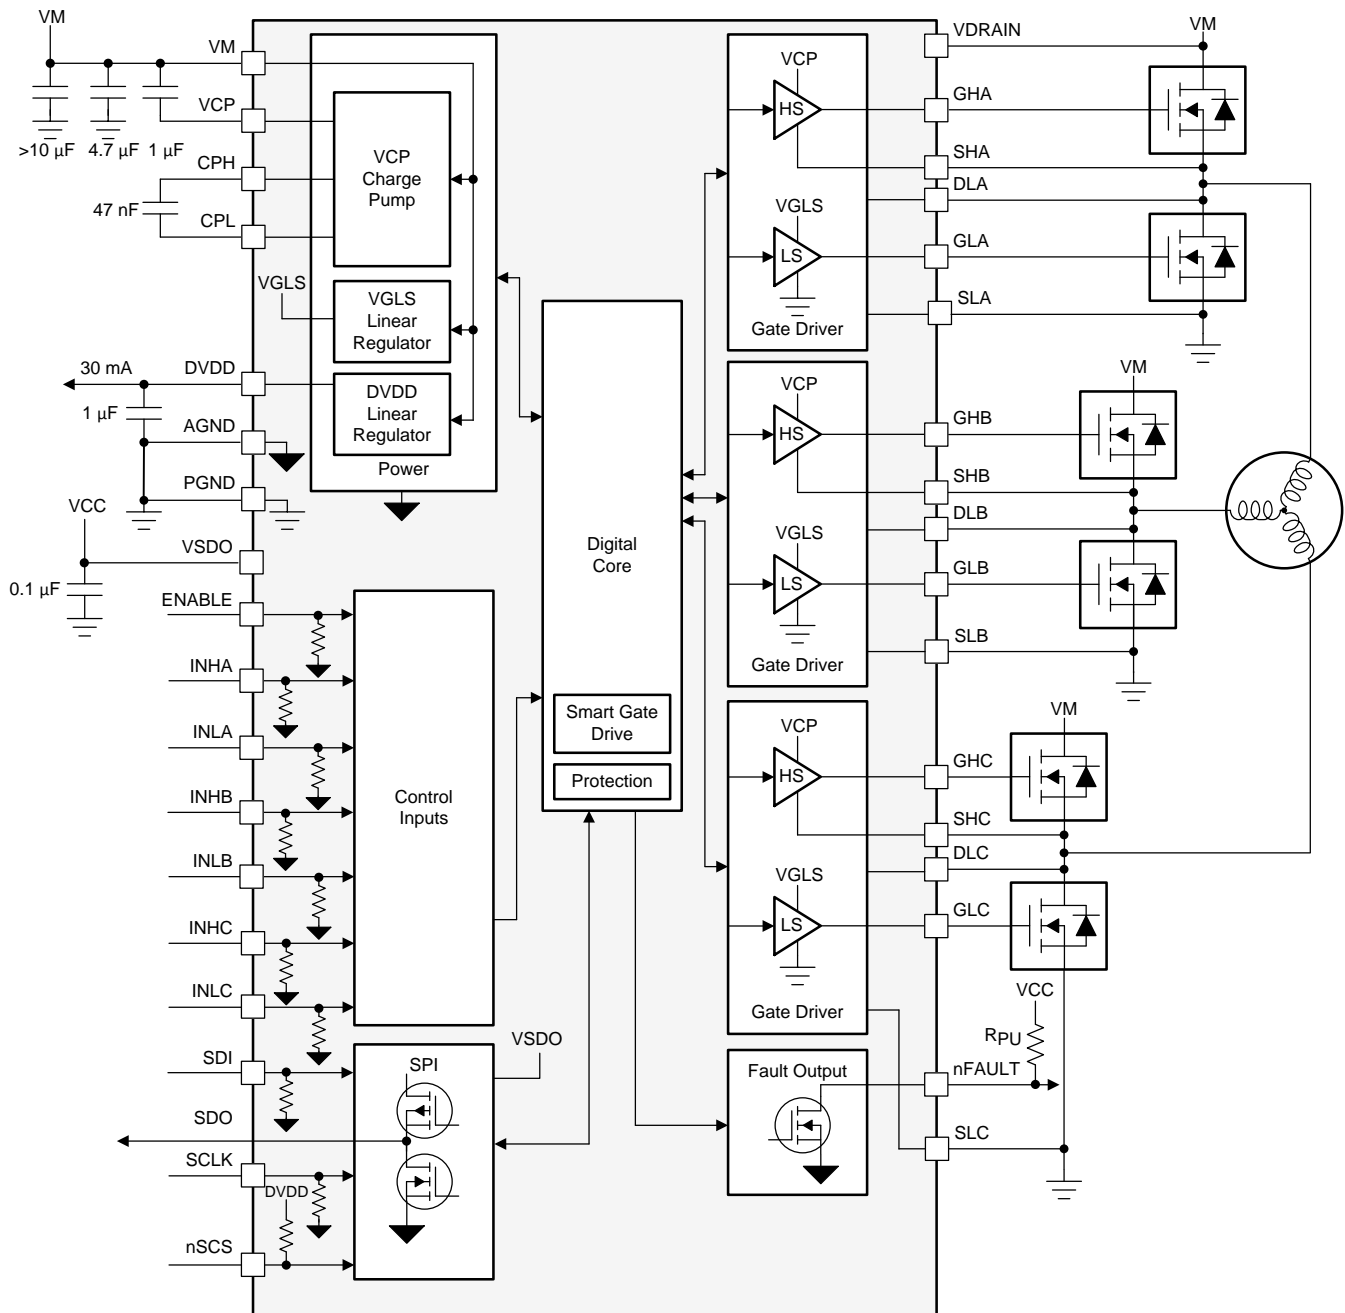 VM
VM
VCP
>10 µF
4.7 µF
1 µF
CPH
47 nF
CPL
VGLS
30 mA
DVDD
1 µF
AGND
PGND
VCC
VSDO
0.1 µF
ENABLE
INHA
INLA
INHB
INLB
INHC
INLC
SDI
SDO
SCLK
DVDD
nSCS
VCP
Charge
Pump
VGLS
Linear
Regulator
DVDD
Linear
Regulator
Power
Control
Inputs
SPI
VSDO
Digital
Core
Smart Gate
Drive
Protection
VCP
HS
VGLS
LS
Gate Driver
VCP
HS
VGLS
LS
Gate Driver
VCP
HS
VGLS
LS
Gate Driver
Fault Output
VDRAIN
VM
GHA
SHA
DLA
GLA
SLA
VM
GHB
SHB
DLB
GLB
SLB
VM
GHC
SHC
DLC
GLC
VCC
RPU
nFAULT
SLC